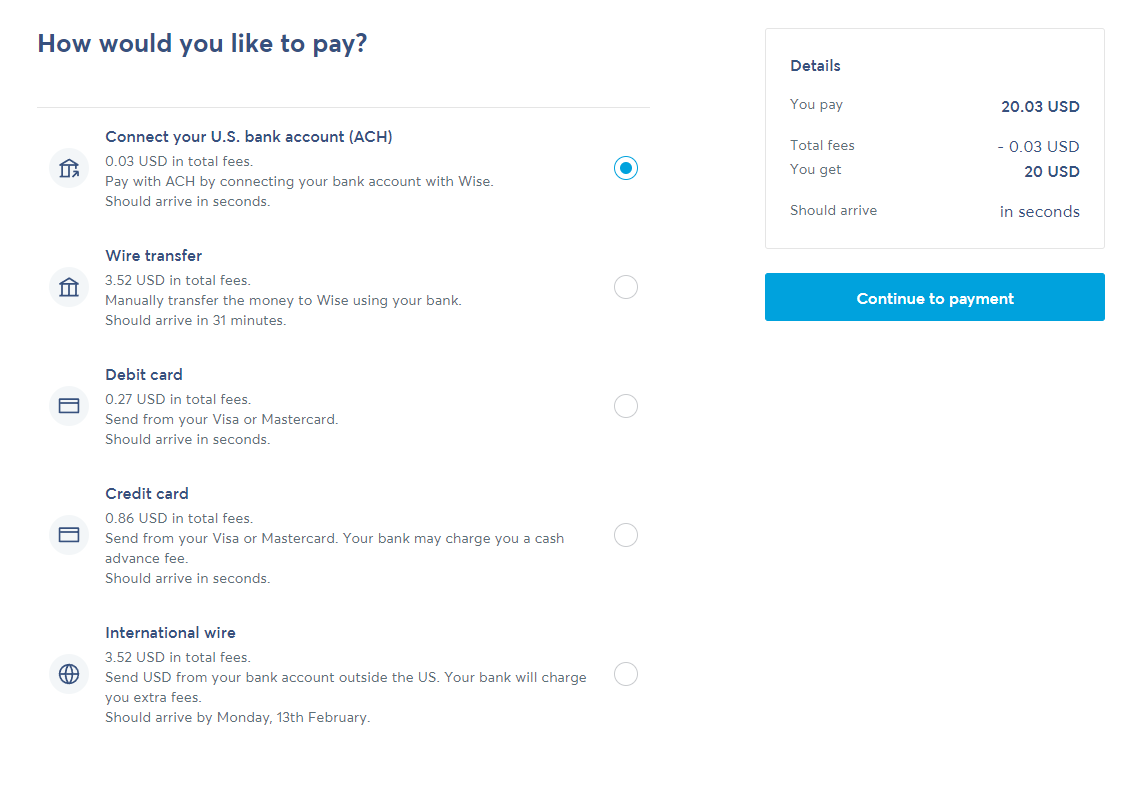 How would you like to pay?
Connect your U.S. bank account (ACH)
0.03 USD in total fees.
Pay with ACH by connecting your bank account with Wise.
Should arrive in seconds.
Wire transfer
3.52 USD in total fees.
Manually transfer the money to Wise using your bank.
Should arrive in 31 minutes.
Debit card
0.27 USD in total fees.
Send from your Visa or Mastercard.
Should arrive in seconds.
Credit card
0.86 USD in total fees.
Send from your Visa or Mastercard. Your bank may charge you a cash
advance fee.
Should arrive in seconds.
International wire
3.52 USD in total fees.
Send USD from your bank account outside the US. Your bank will charge
you extra fees.
Should arrive by Monday, 13th February.
Details
You pay 20.03 USD
Total fees - 0.03 USD
You get 20 USD
Should arrive in seconds
Continue to payment